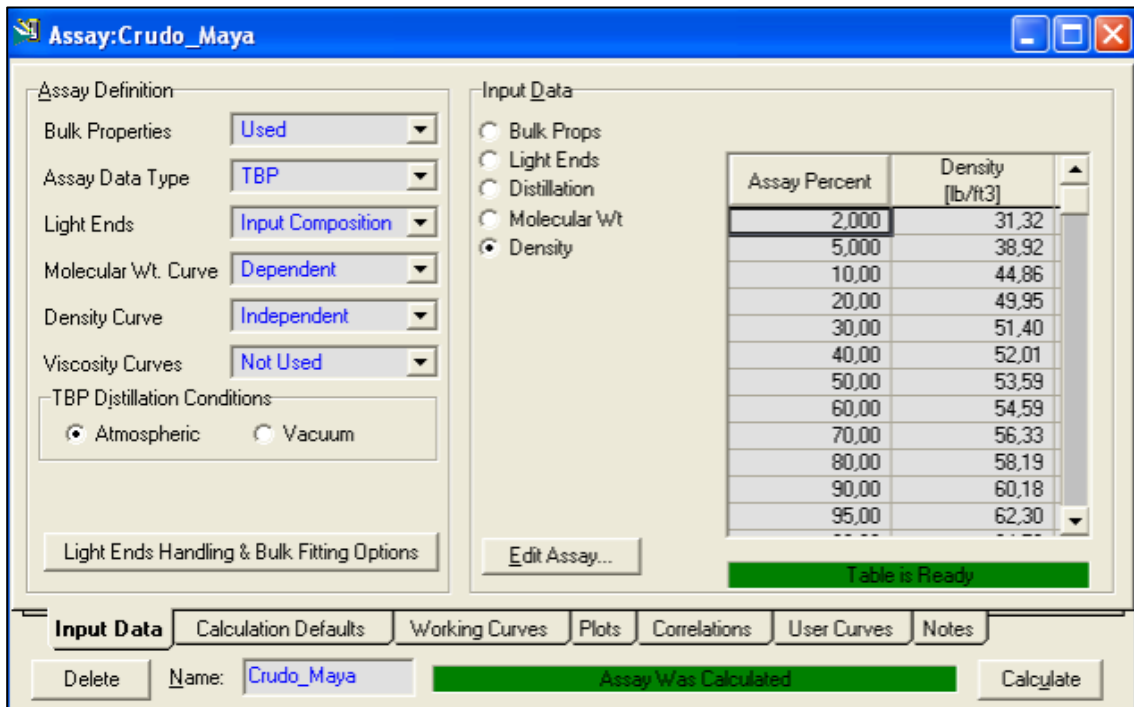 Assay:Crudo_Maya
Assay Definition
Bulk Properties Used
Assay Data Type TBP
Light Ends Input Composition
Molecular Wt. Curve Dependent
Density Curve Independent
Viscosity Curves Not Used
TBP Distillation Conditions
Atmospheric Vacuum
Light Ends Handling & Bulk Fitting Options
Input Data
Bulk Props
Light Ends
Distillation
Molecular Wt
Density
Edit Assay...
Assay Percent Density [lb/ft3]
2,000 31,32
5,000 38,92
10,00 44,86
20,00 49,95
30,00 51,40
40,00 52,01
50,00 53,59
60,00 54,59
70,00 56,33
80,00 58,19
90,00 60,18
95,00 62,30
Table is Ready
Input Data Calculation Defaults Working Curves Plots Correlations User Curves Notes
Delete Name: Crudo_Maya Assay Was Calculated Calculate